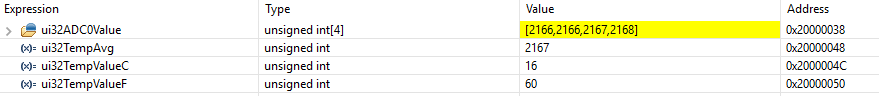 Expression Type Value Address
ui32ADC0Value unsigned int[4] [2166,2166,2167,2168] 0x20000038
(x)= ui32TempAvg unsigned int 2167 0x20000048
(x)= ui32TempValueC unsigned int 16 0x2000004C
(x)= ui32TempValueF unsigned int 60 0x20000050